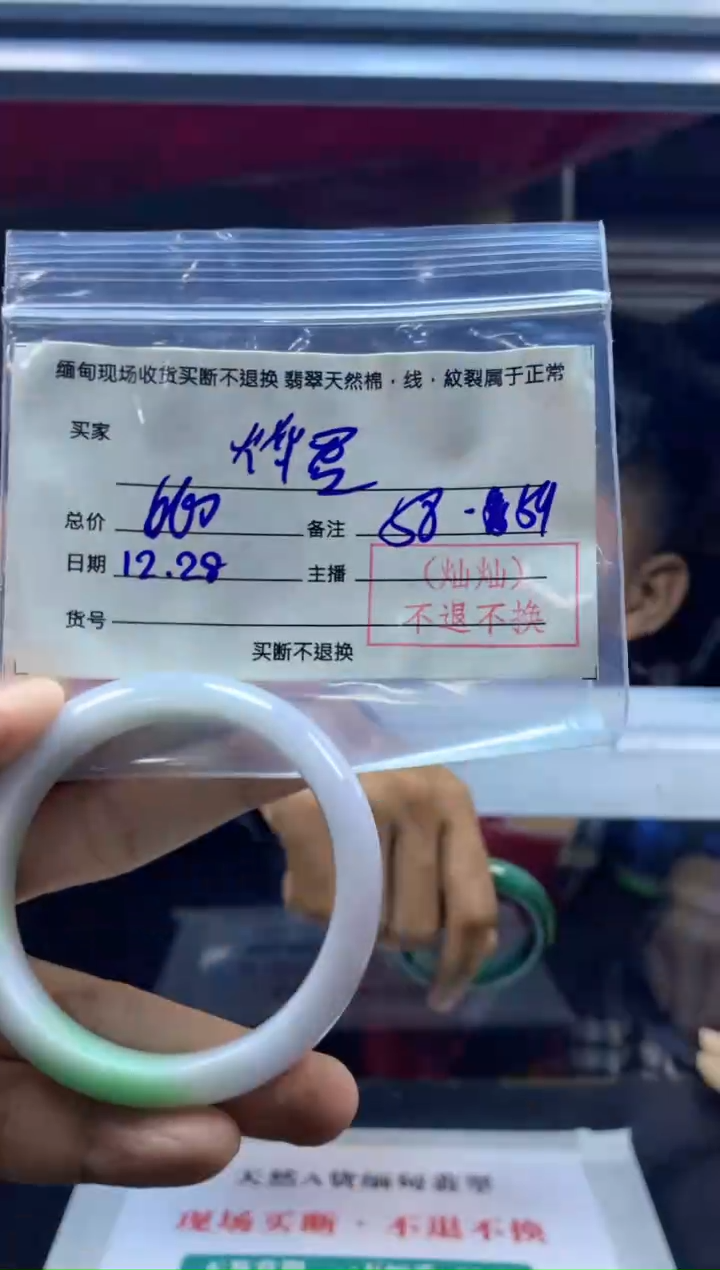 缅甸现场收货买断不退换 翡翠天然棉，线，紋裂属于正常
买家
总价 660 备注 58-59
日期 12.28 主播 (灿灿)
货号 不退不换
买断不退换
天然A货缅甸翡翠
现场买断·不退不换